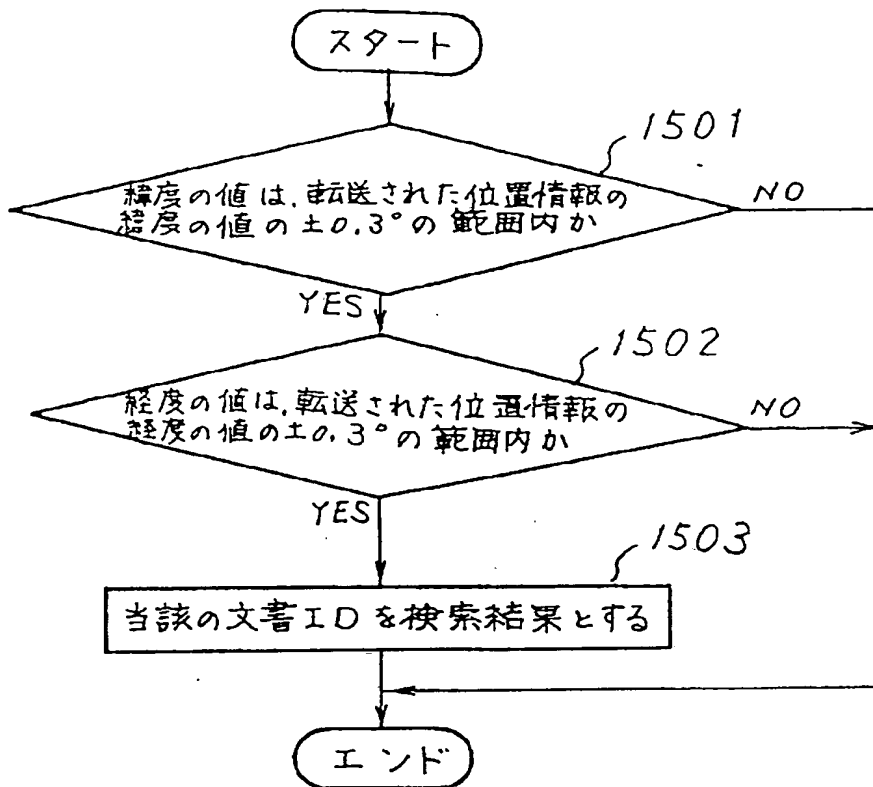 スタート
1501
緯度の値は,転送された位置情報の
緯度の値の±0.3°の範囲内か
NO
YES
1502
経度の値は,転送された位置情報の
経度の値の±0.3°の範囲内か
NO
YES
1503
当該の文書IDを検索結果とする
エンド